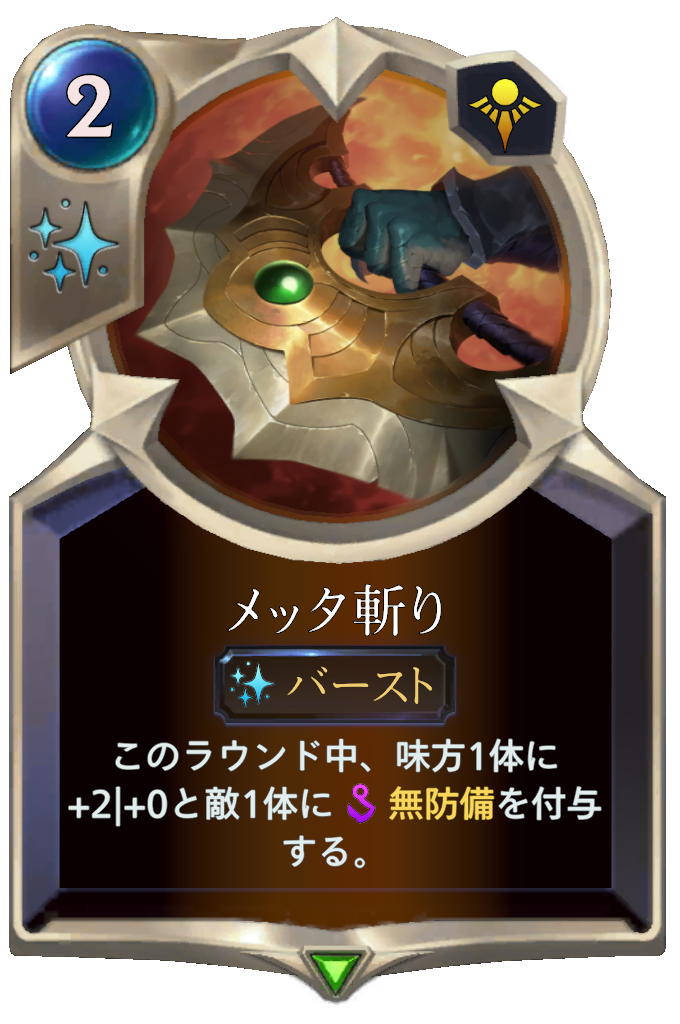 2
メッタ斬り
バースト
このラウンド中、味方1体に
+2|+0と敵1体に 無防備を付与
する。